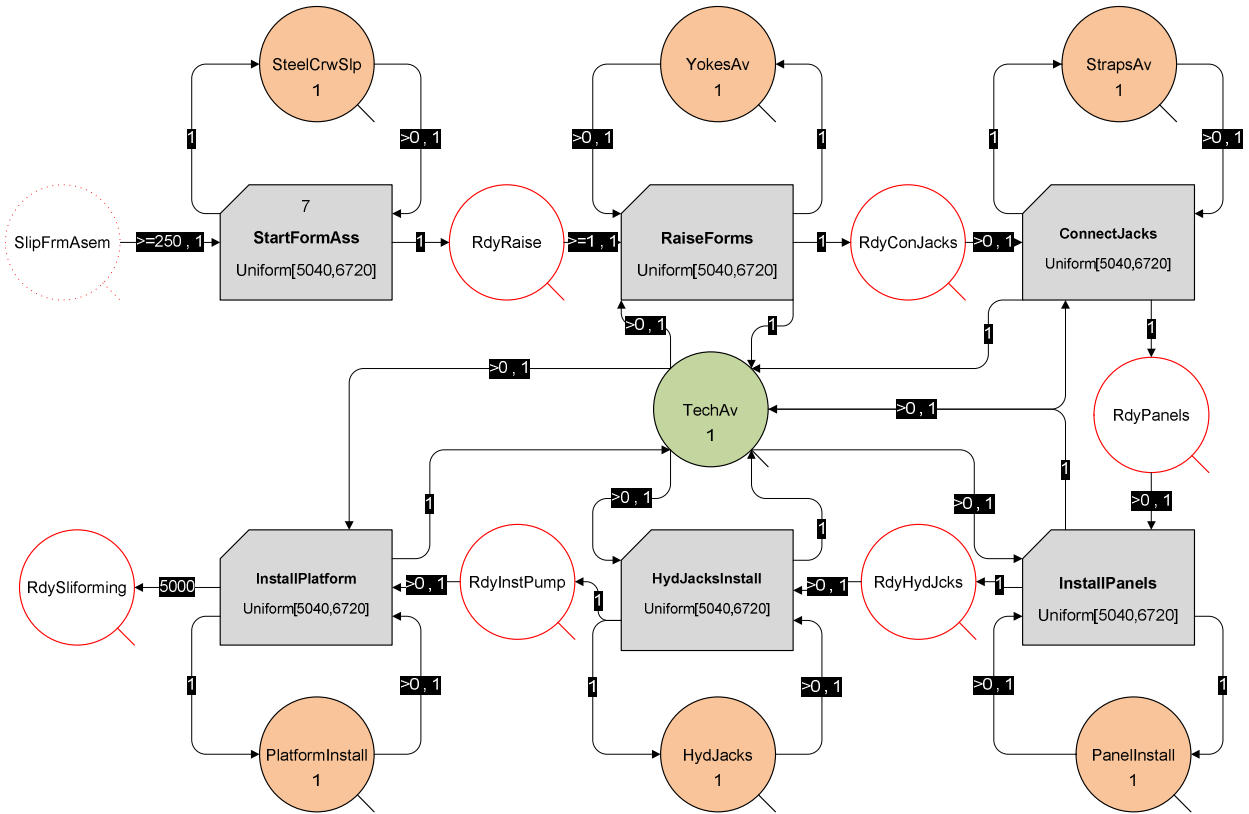 SteelCrwSlp
1
YokesAv
1
StrapsAv
1
1
>0 , 1
>0 , 1
1
1
>0 , 1
SlipFrmAsem
>=250 , 1
7
StartFormAss
Uniform[5040,6720]
1
RdyRaise
>=1, 1
RaiseForms
Uniform[5040,6720]
1
RdyConJacks
>0, 1
ConnectJacks
Uniform[5040,6720]
>0, 1
1
1
1
>0 , 1
TechAv
1
>0 , 1
RdyPanels
1
>0 , 1
1
>0 , 1
1
>0 , 1
RdySliforming
5000
InstallPlatform
Uniform[5040,6720]
>0, 1
RdyInstPump
1
HydJacksInstall
Uniform[5040,6720]
>0, 1
RdyHydJcks
1
InstallPanels
Uniform[5040,6720]
1
>0 , 1
1
>0 , 1
>0 , 1
1
PlatformInstall
1
HydJacks
1
PanelInstall
1